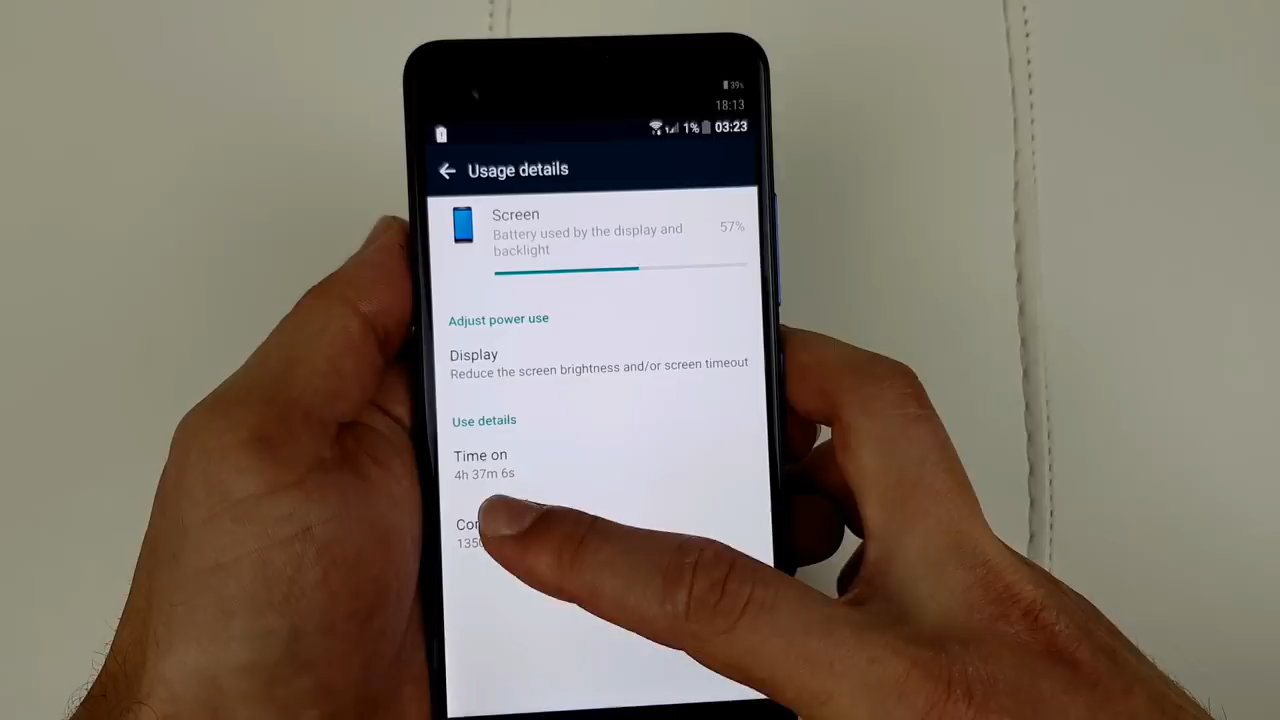 39%
18:13
1% 03:23
Usage details
Screen
Battery used by the display and
backlight
57%
Adjust power use
Display
Reduce the screen brightness and/or screen timeout
Use details
Time on
4h 37m 6s